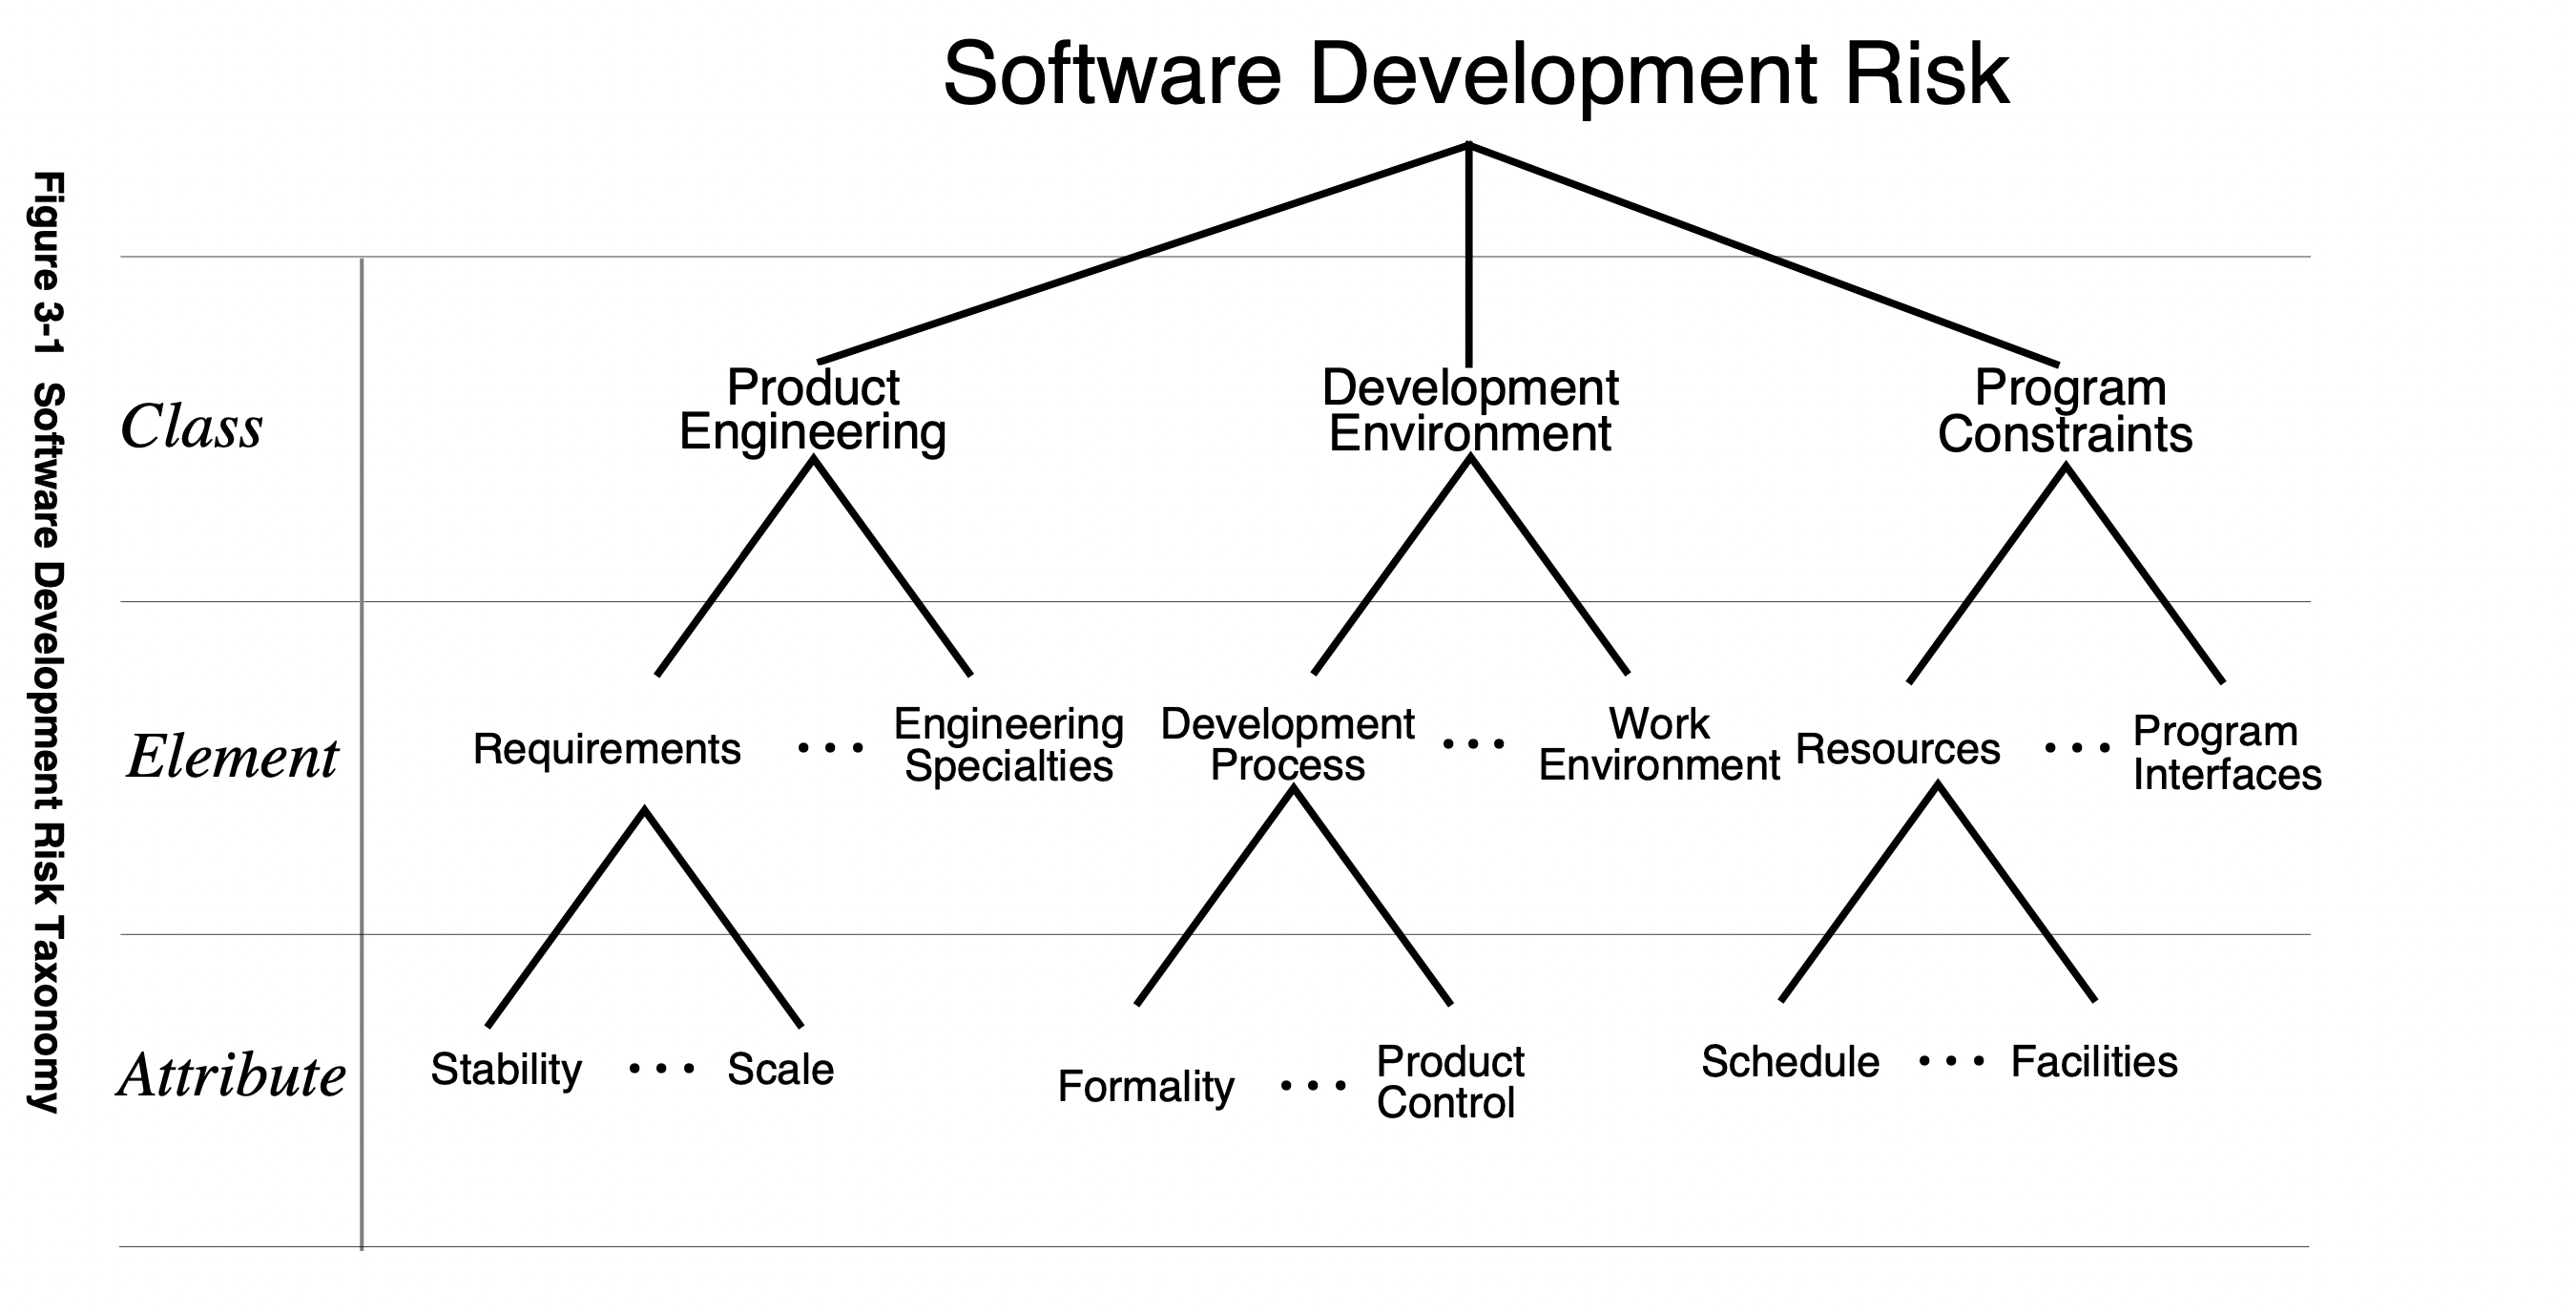 Software Development Risk
Figure 3-1 Software Development Risk Taxonomy
Class
Product
Engineering
Development
Environment
Program
Constraints
Element
Requirements
• • •
Engineering
Specialties
Development
Process
• • •
Work
Environment
Resources
• • •
Program
Interfaces
Attribute
Stability
• • •
Scale
Formality
• • •
Product
Control
Schedule
• • •
Facilities